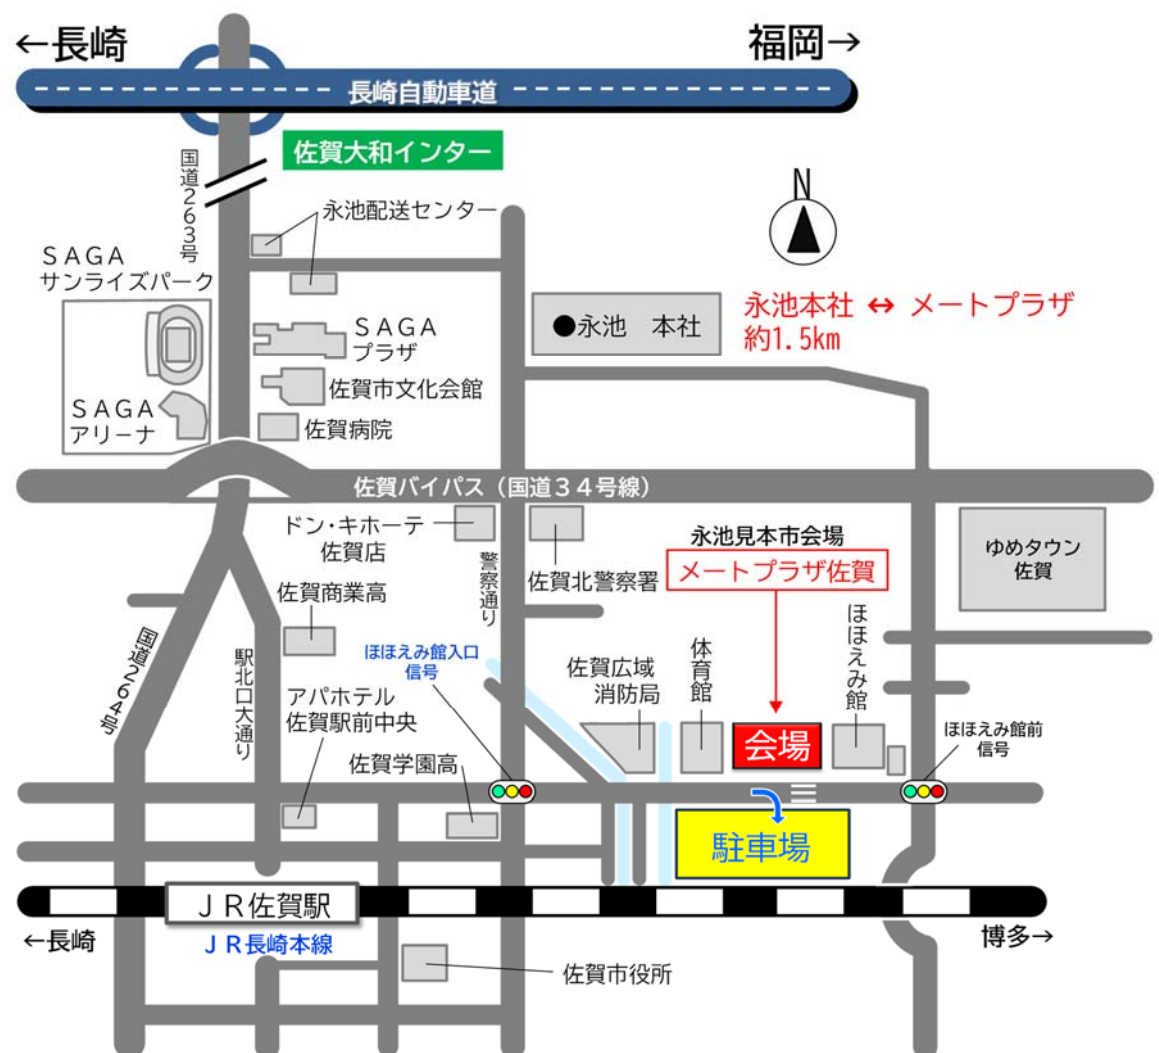 ←長崎
福岡→
長崎自動車道
佐賀大和インター
国道263号
N
永池配送センター
SAGA
サンライズパーク
●永池　本社
永池本社 ↔ メートプラザ
約1.5km
SAGA
プラザ
佐賀市文化会館
SAGA
アリーナ
佐賀病院
佐賀バイパス（国道34号線）
ドン・キホーテ
佐賀店
警察通り
佐賀北警察署
永池見本市会場
メートプラザ佐賀
ゆめタウン
佐賀
佐賀商業高
国道264号
駅北口大通り
ほほえみ館入口
信号
佐賀広域
消防局
体育館
ほほえみ館
アパホテル
佐賀駅前中央
会場
ほほえみ館前
信号
佐賀学園高
駐車場
JR佐賀駅
←長崎
JR長崎本線
博多→
佐賀市役所